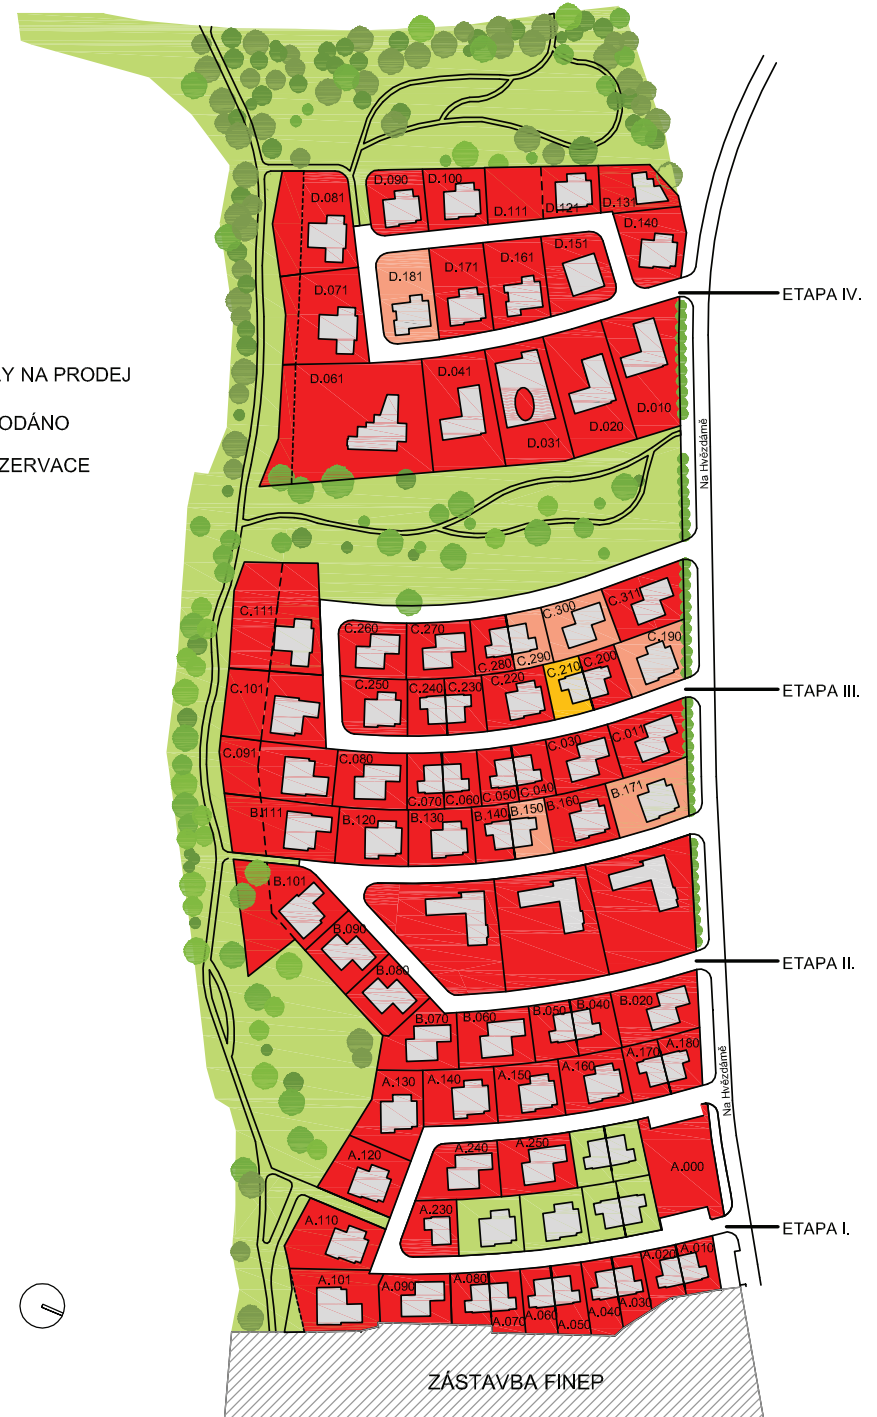 D.081
D.090
D.100
D.111
D.121
D.131
D.140
D.151
D.161
D.171
D.181
D.071
ETAPA IV.
D.061
D.041
D.031
D.020
D.010
Y NA PRODEJ
ODÁNO
ZERVACE
Na Hvězdárně
C.111
C.260
C.270
C.280
C.290
C.300
C.311
C.190
C.101
C.250
C.240
C.230
C.220
C.210
C.200
ETAPA III.
C.091
C.080
C.070
C.060
C.050
C.040
C.030
C.011
B.111
B.120
B.130
B.140
B.150
B.160
B.171
B.101
B.090
B.080
ETAPA II.
B.070
B.060
B.050
B.040
B.020
A.130
A.140
A.150
A.160
A.170
A.180
Na Hvězdárně
A.120
A.240
A.250
A.000
A.110
A.230
ETAPA I.
A.101
A.090
A.080
A.070
A.060
A.050
A.040
A.030
A.020
A.010
ZÁSTAVBA FINEP